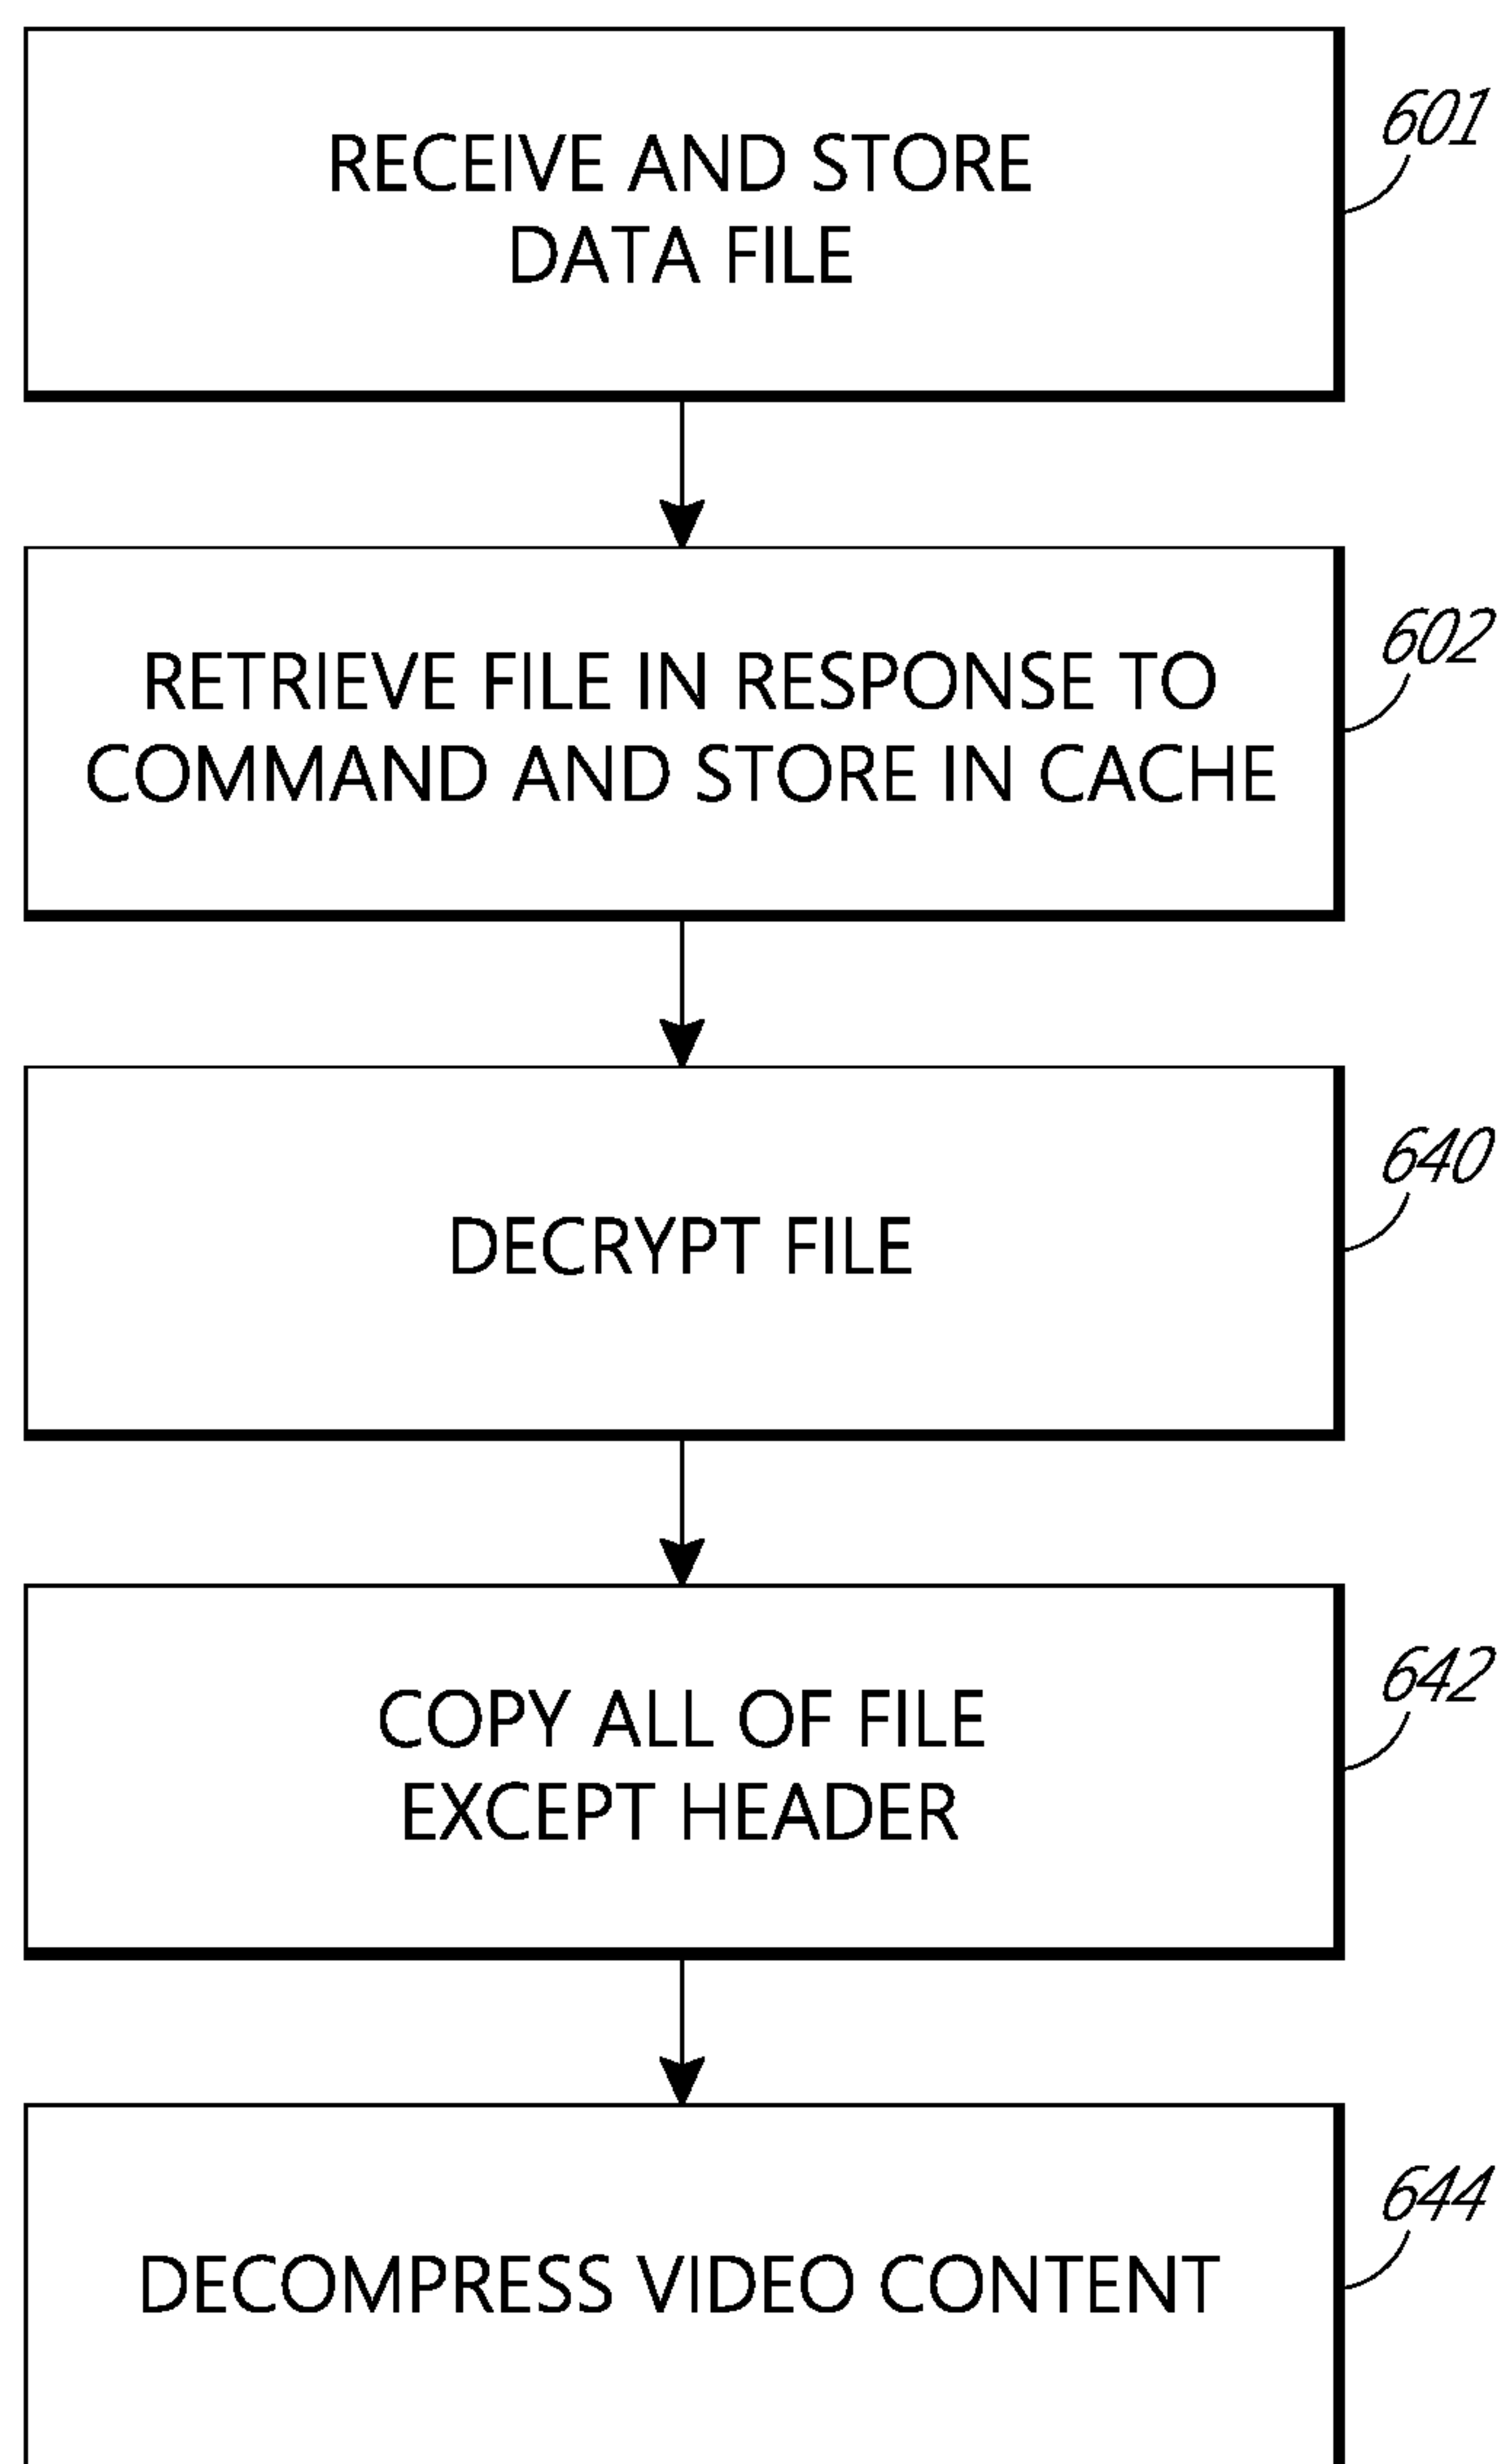 601
RECEIVE AND STORE
DATA FILE
602
RETRIEVE FILE IN RESPONSE TO
COMMAND AND STORE IN CACHE
640
DECRYPT FILE
642
COPY ALL OF FILE
EXCEPT HEADER
644
DECOMPRESS VIDEO CONTENT